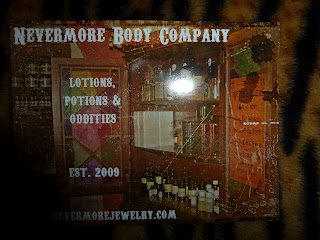 NEVERMORE BODY COMPANY
LOTIONS,
POTIONS &
ODDITIES
EST. 2009
NEVERMOREJEWELRY.COM